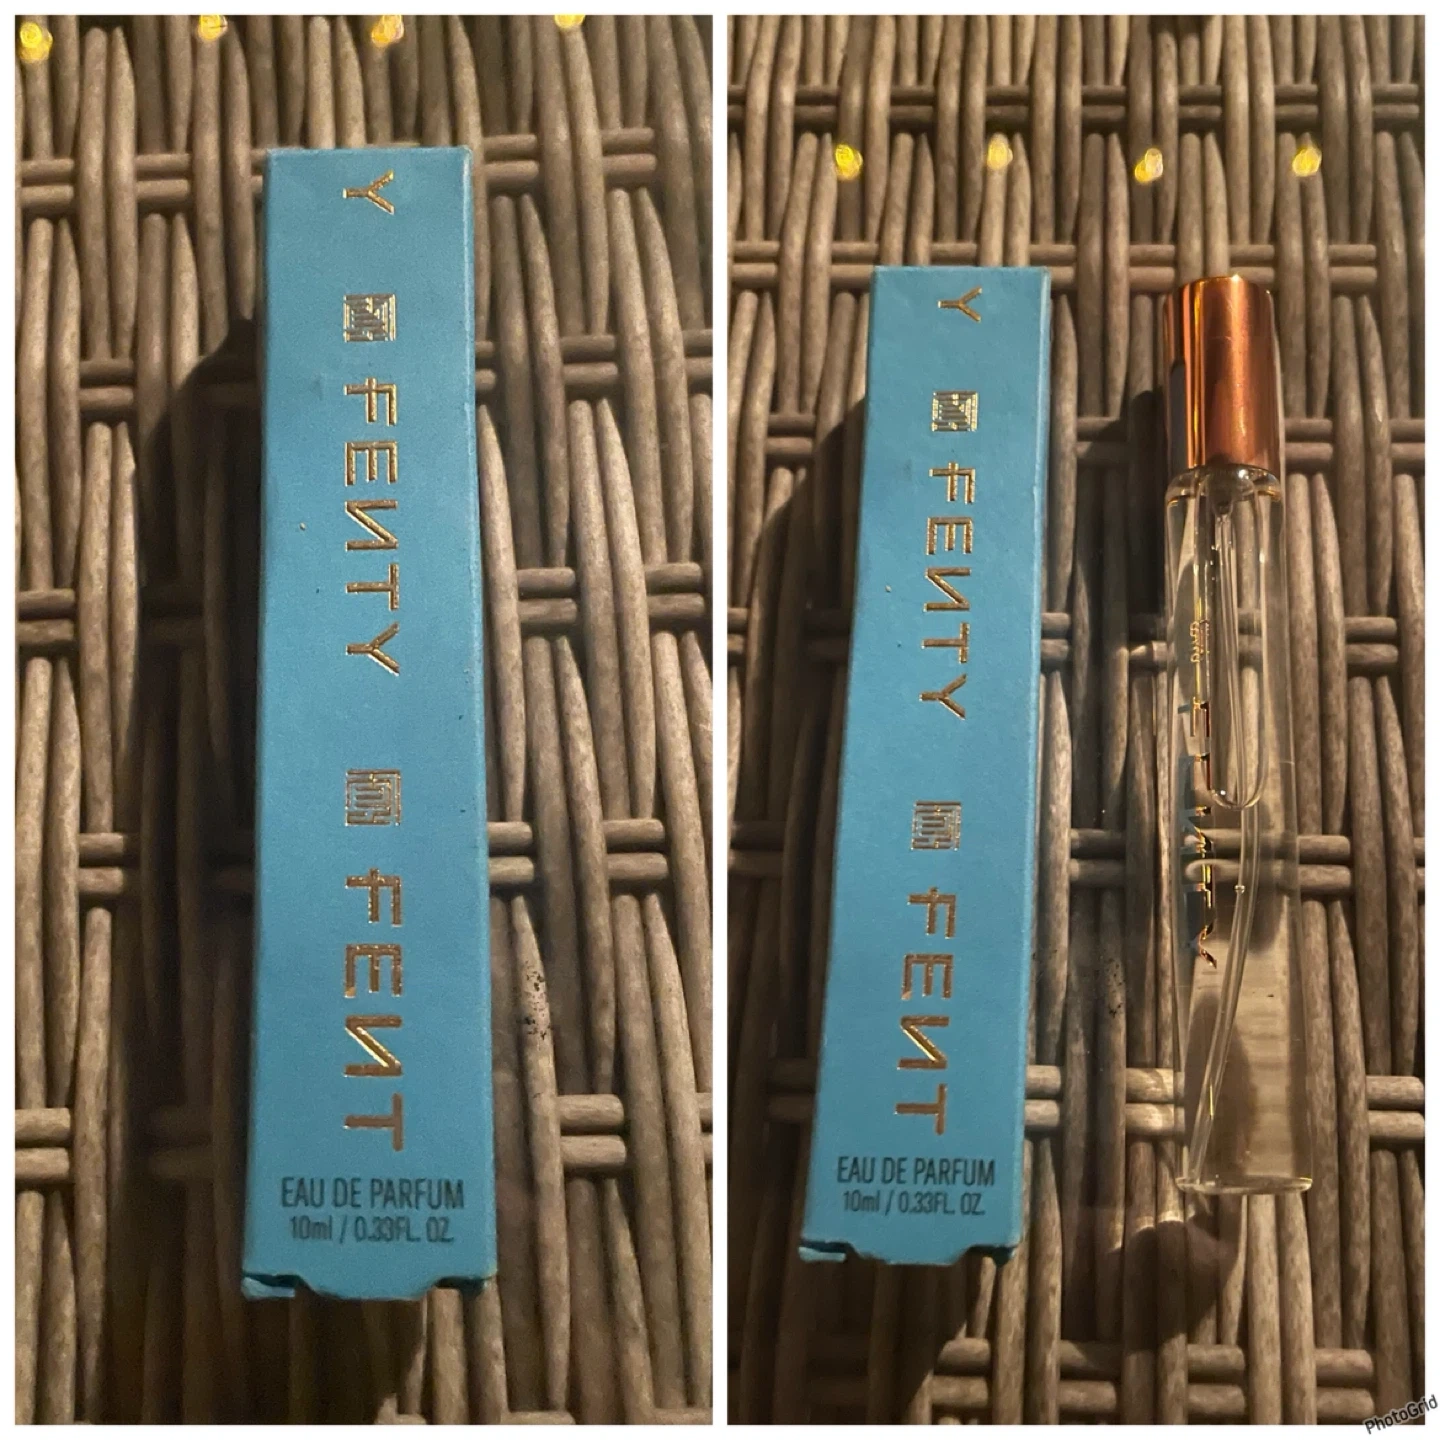 Y FENTY FENT
EAU DE PARFUM
10ml / 0.33FL. OZ.
Y FENTY FENT
EAU DE PARFUM
10ml / 0.33FL. OZ.
FENTY
PhotoGrid